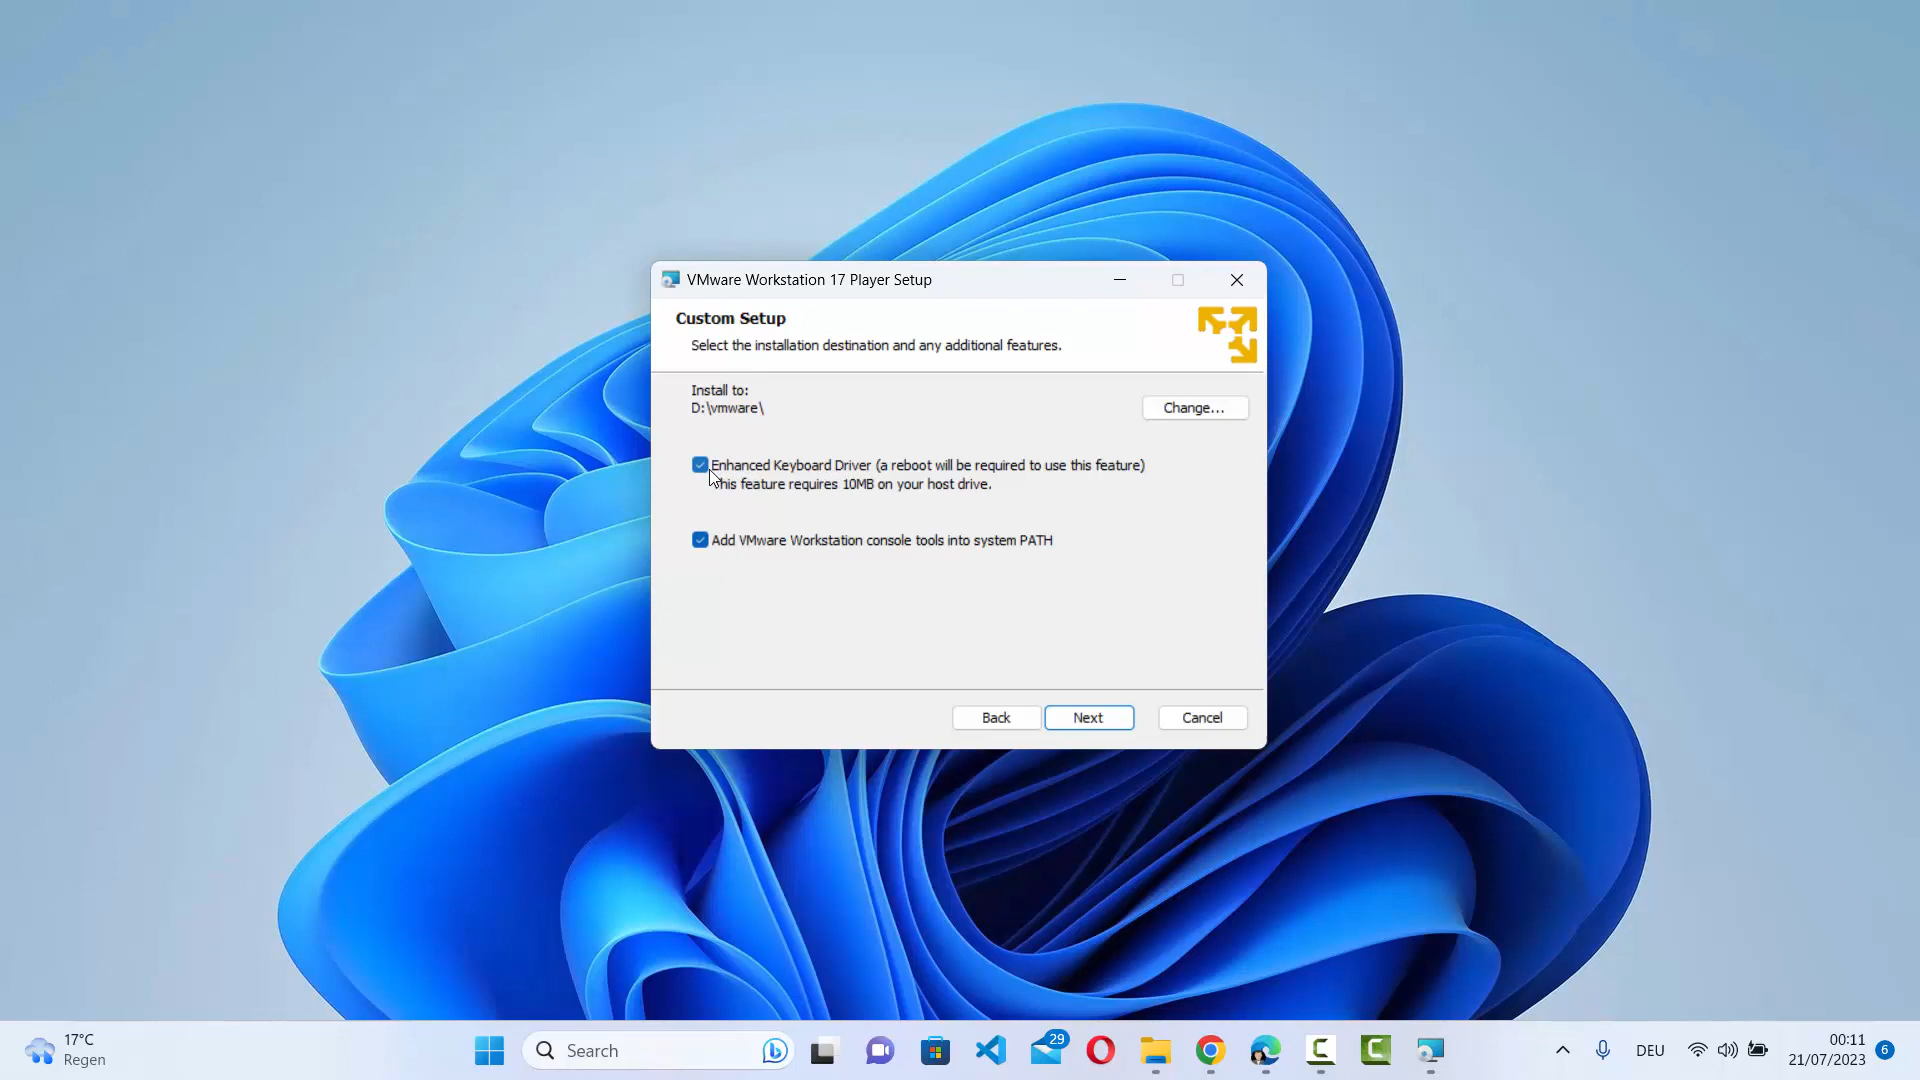 VMware Workstation 17 Player Setup
Custom Setup
Select the installation destination and any additional features.
Install to:
D:\vmware\
Change...
Enhanced Keyboard Driver (a reboot will be required to use this feature)
This feature requires 10MB on your host drive.
Add VMware Workstation console tools into system PATH
Back
Next
Cancel
17°C
Regen
Search
29
DEU
00:11
21/07/2023
6